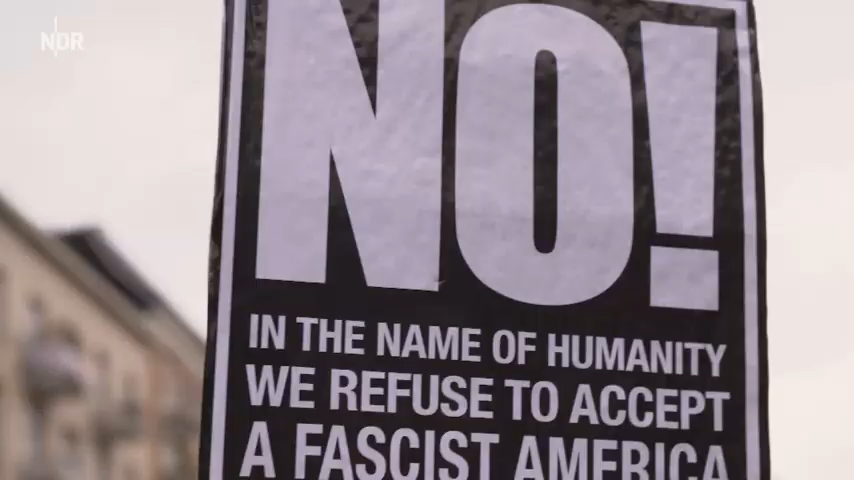 NDR
NO!
IN THE NAME OF HUMANITY
WE REFUSE TO ACCEPT
A FASCIST AMERICA